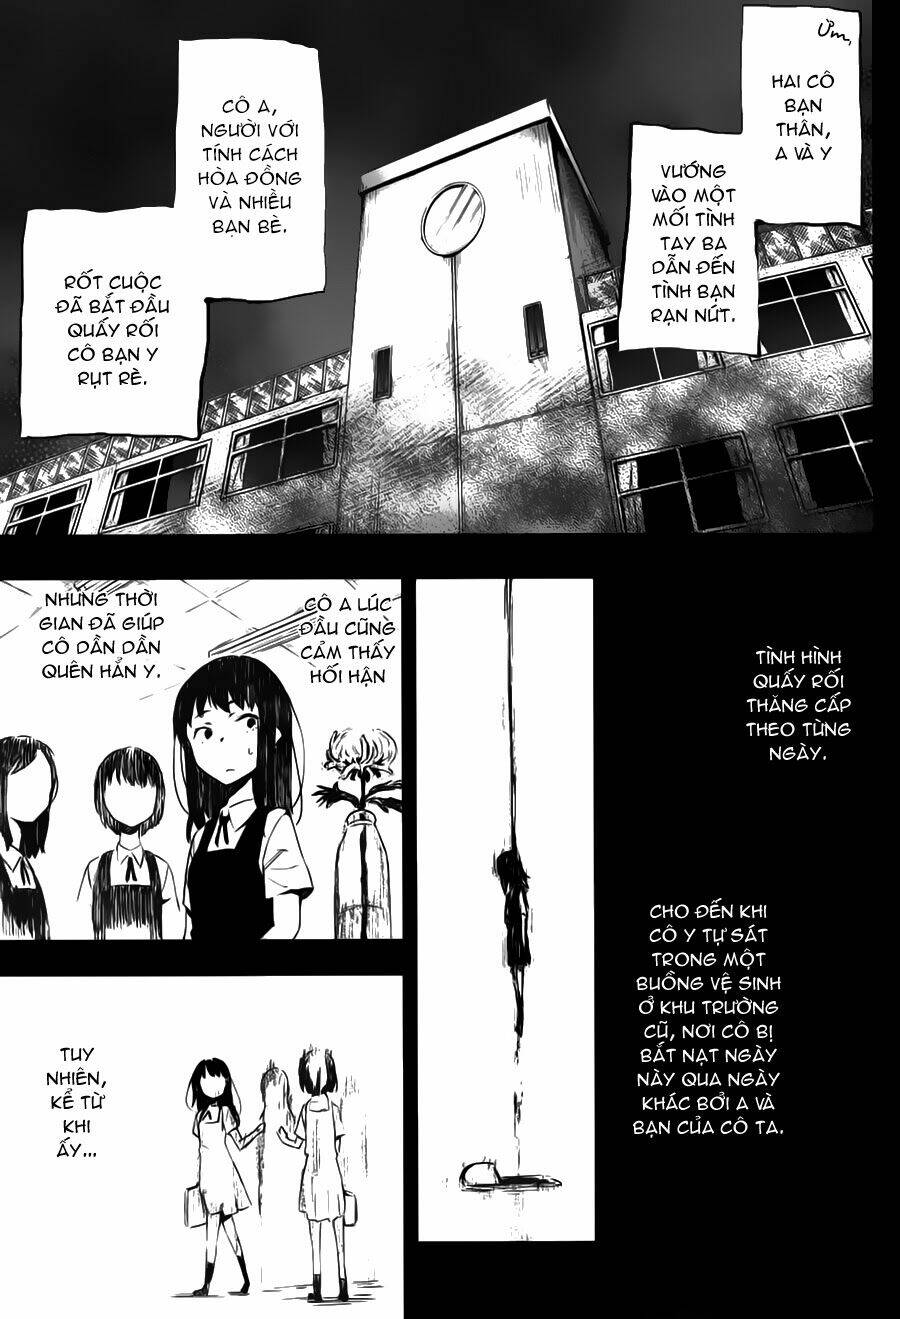 Ừm,
HAI CÔ
BẠN
THÂN,
A VÀ Y
VƯỚNG
VÀO MỘT
MỐI TÌNH
TAY BA
DẪN ĐẾN
TÌNH BẠN
RẠN NỨT.
CÔ A,
NGƯỜI VỚI
TÍNH CÁCH
HÒA ĐỒNG
VÀ NHIỀU
BẠN BÈ.
RỐT CUỘC
ĐÃ BẮT ĐẦU
QUẤY RỐI
CÔ BẠN Y
RỤT RÈ.
TÌNH HÌNH
QUẤY RỐI
THĂNG CẤP
THEO TỪNG
NGÀY.
CHO ĐẾN KHI
CÔ Y TỰ SÁT
TRONG MỘT
BUỒNG VỆ SINH
Ở KHU TRƯỜNG
CŨ, NƠI CÔ BỊ
BẮT NẠT NGÀY
NÀY QUA NGÀY
KHÁC BỞI A VÀ
BẠN CỦA CÔ TA.
CÔ A LÚC
ĐẦU CŨNG
CẢM THẤY
HỐI HẬN
NHƯNG THỜI
GIAN ĐÃ GIÚP
CÔ DẦN DẦN
QUÊN HẲN Y.
TUY
NHIÊN,
KỂ TỪ
KHI
ẤY...